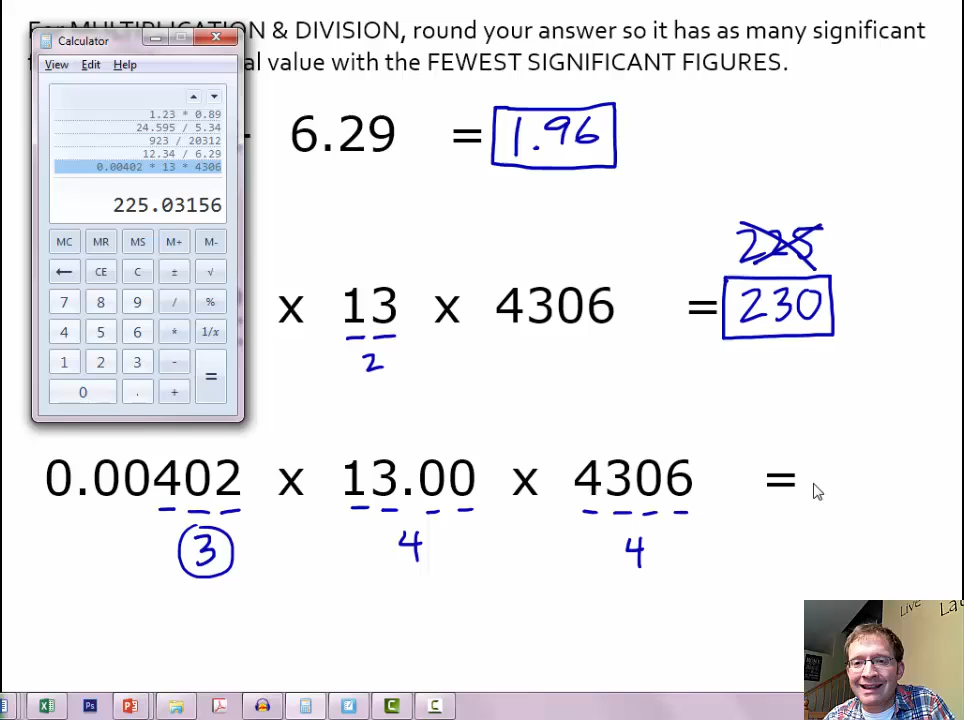 For MULTIPLICATION & DIVISION, round your answer so it has as many significant
al value with the FEWEST SIGNIFICANT FIGURES.
Calculator
View Edit Help
1.23 * 0.89
24.595 / 5.34
923 / 20312
12.34 / 6.29
0.00402 * 13 * 4306
225.03156
MC MR MS M+ M-
← CE C ± √
7 8 9 / %
4 5 6 * 1/x
1 2 3 - =
0 . +
6.29 = 1.96
225
x 13 x 4306 = 230
2
0.00402 x 13.00 x 4306 =
3 4 4
Live La